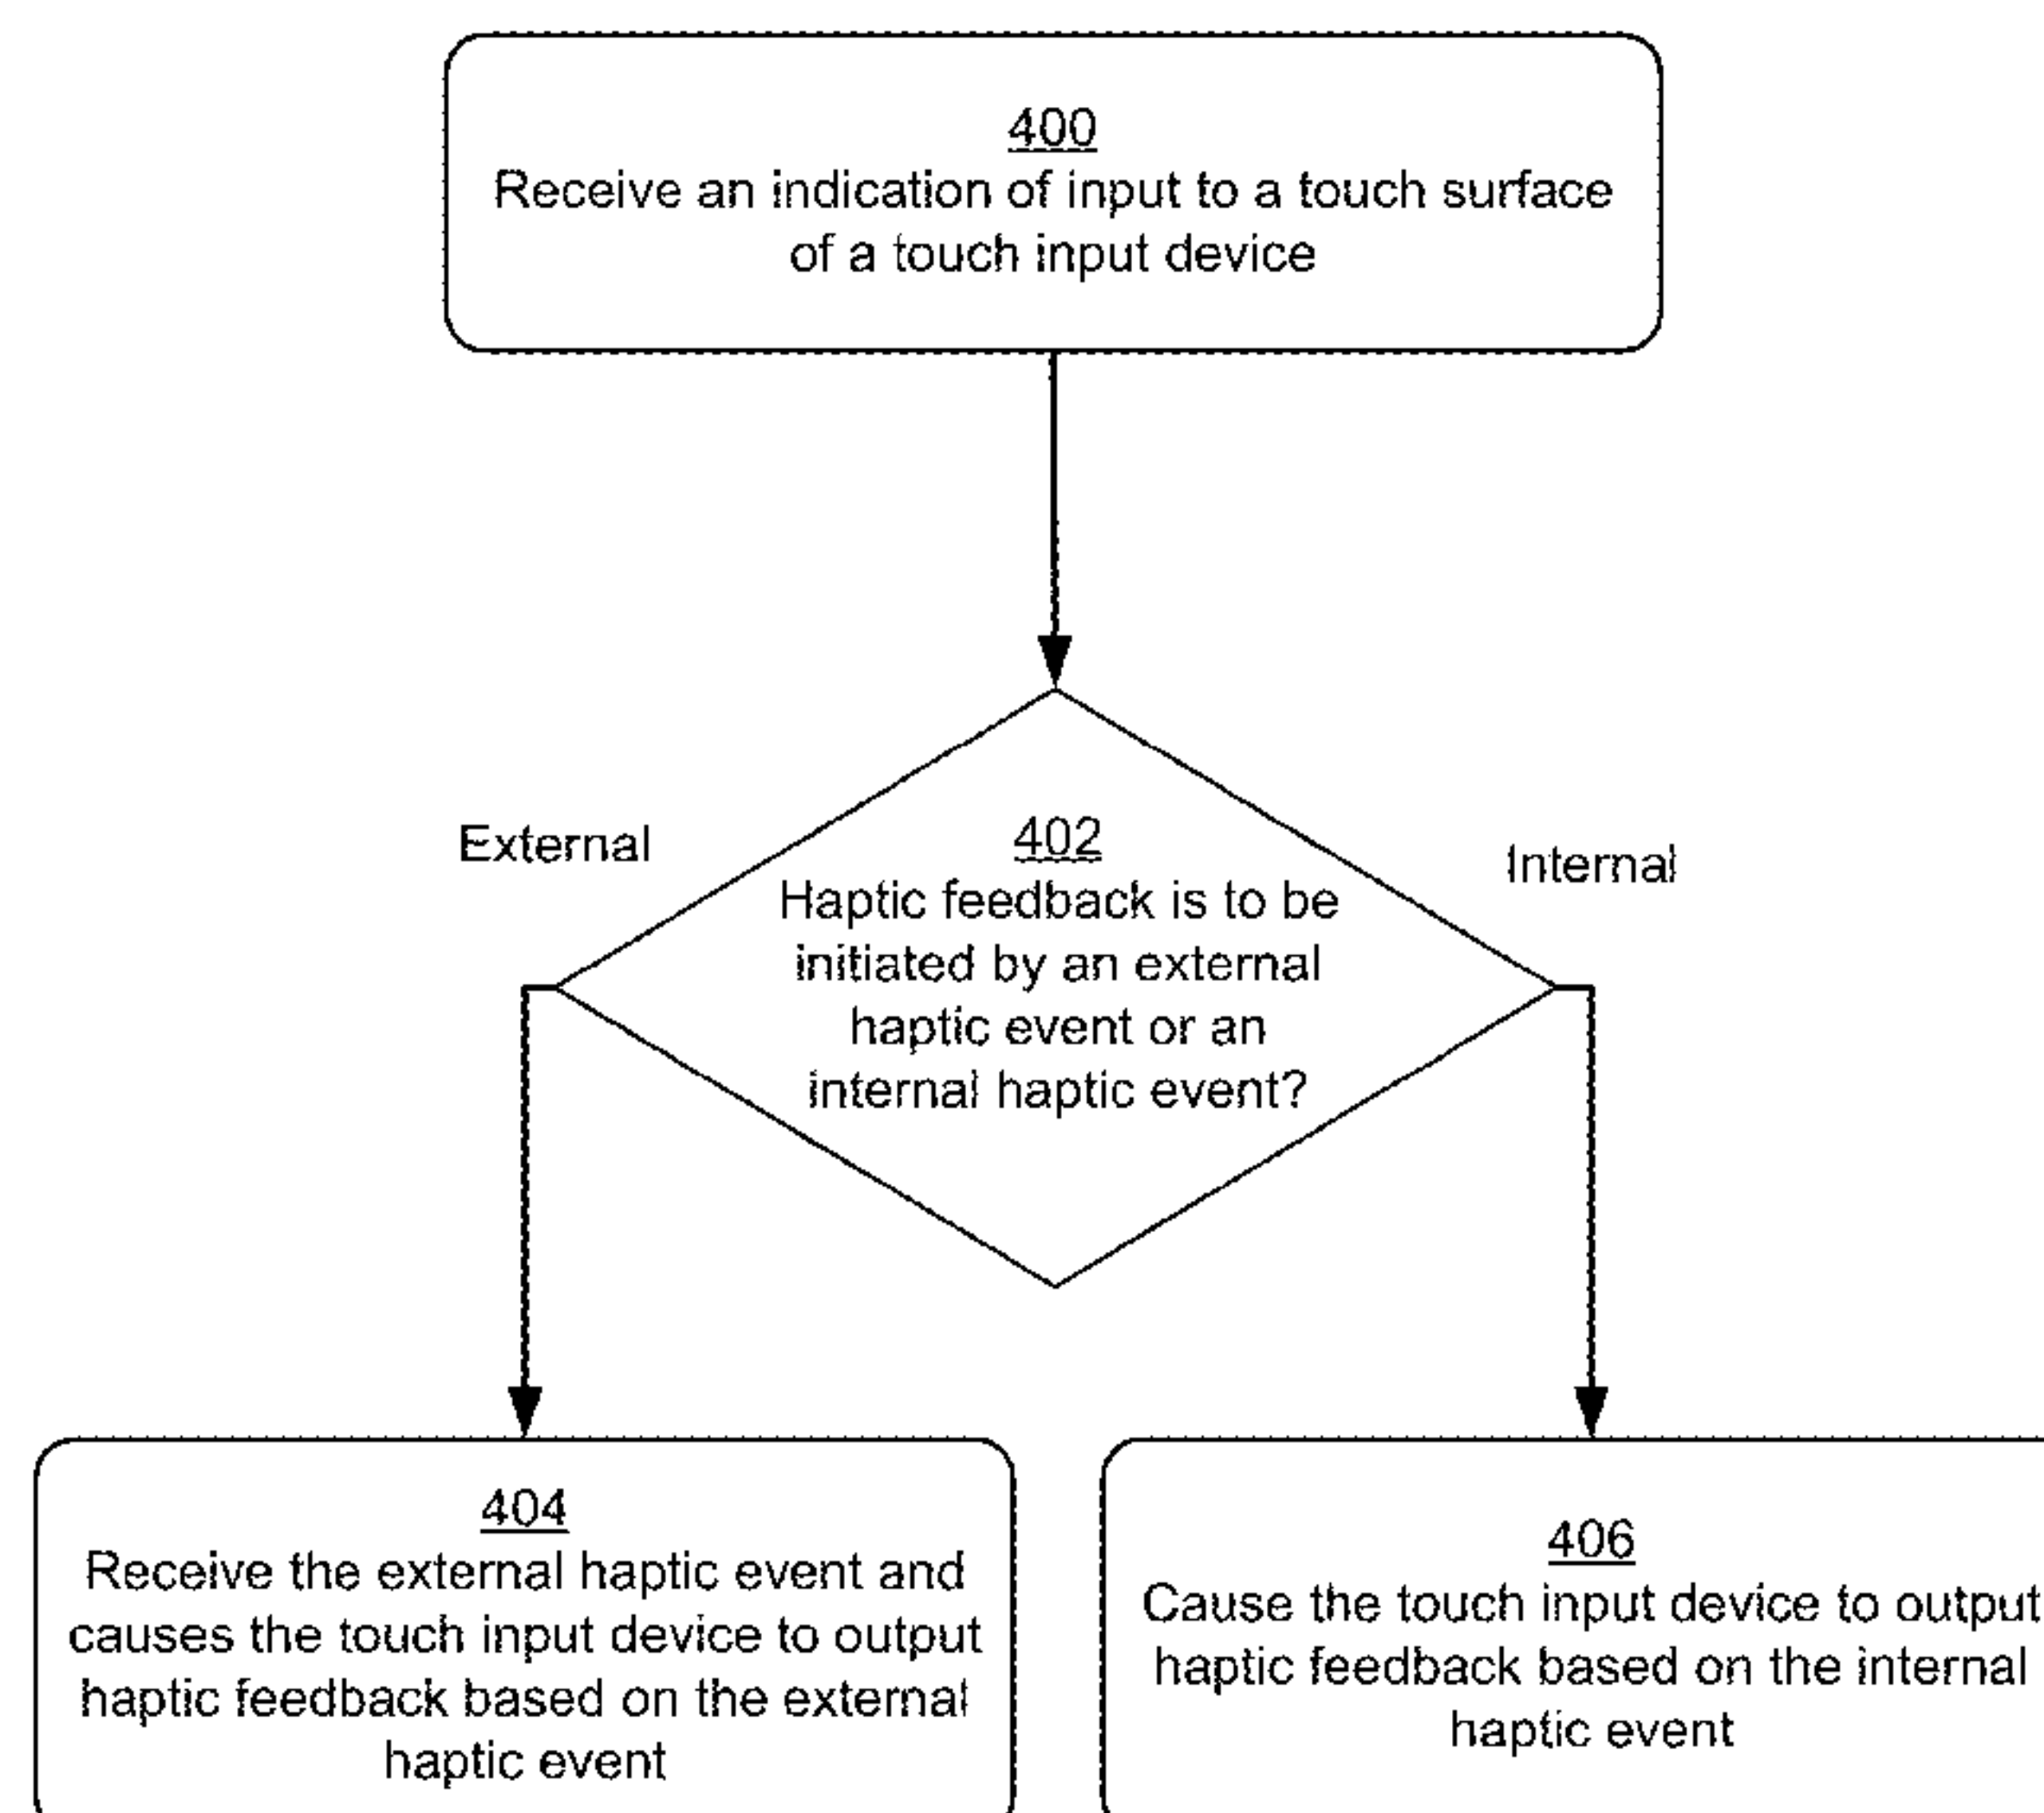 400
Receive an indication of input to a touch surface
of a touch input device
External
402
Haptic feedback is to be
initiated by an external
haptic event or an
internal haptic event?
Internal
404
Receive the external haptic event and
causes the touch input device to output
haptic feedback based on the external
haptic event
406
Cause the touch input device to output
haptic feedback based on the internal
haptic event